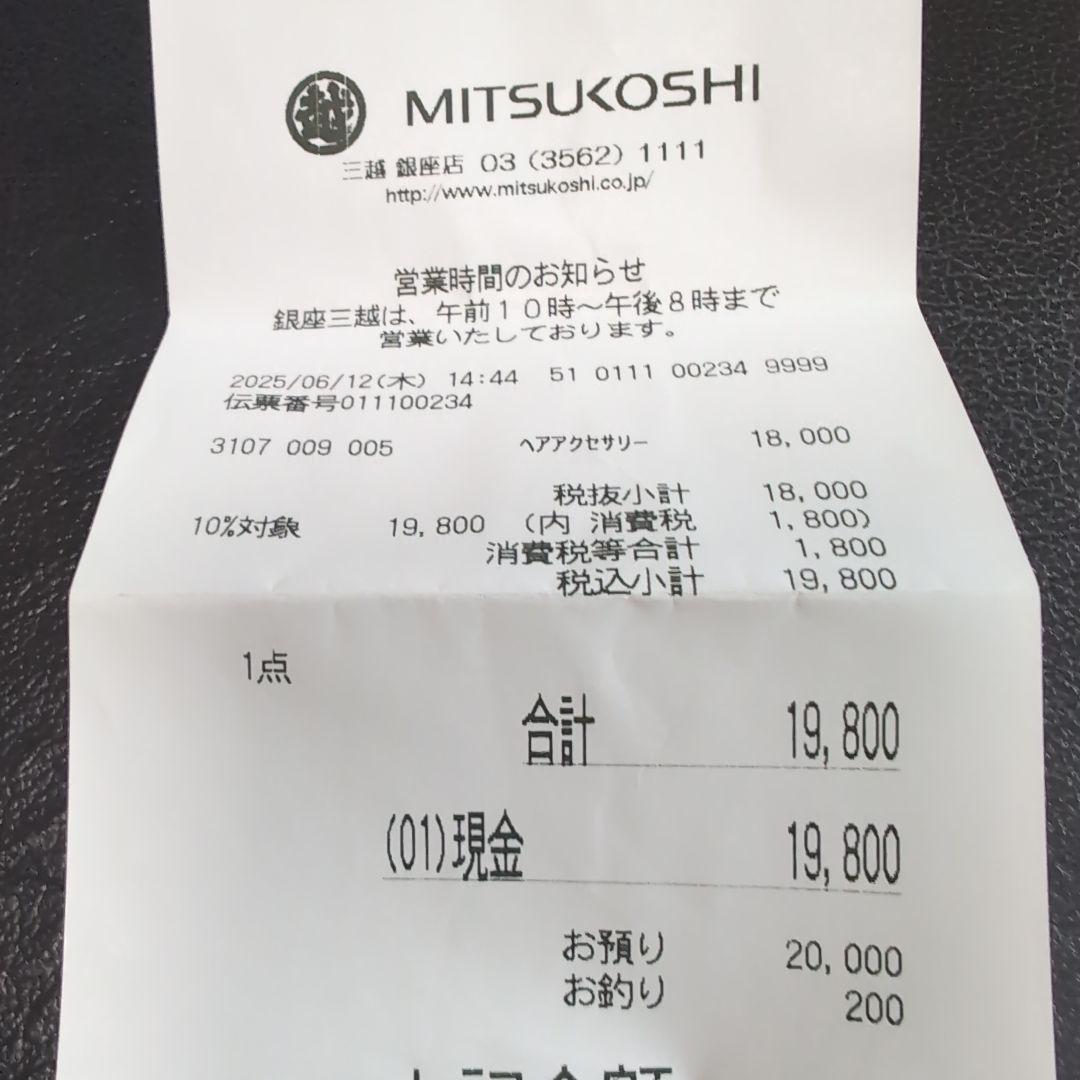 越 MITSUKOSHI
三越 銀座店 03 (3562) 1111
http://www.mitsukoshi.co.jp/
営業時間のお知らせ
銀座三越は、午前10時～午後8時まで
営業いたしております。
2025/06/12(木) 14:44 51 0111 00234 9999
伝票番号011100234
3107 009 005 ヘアアクセサリー 18,000
税抜小計 18,000
10%対象 19,800 (内 消費税 1,800)
消費税等合計 1,800
税込小計 19,800
1点
合計 19,800
(01)現金 19,800
お預り 20,000
お釣り 200